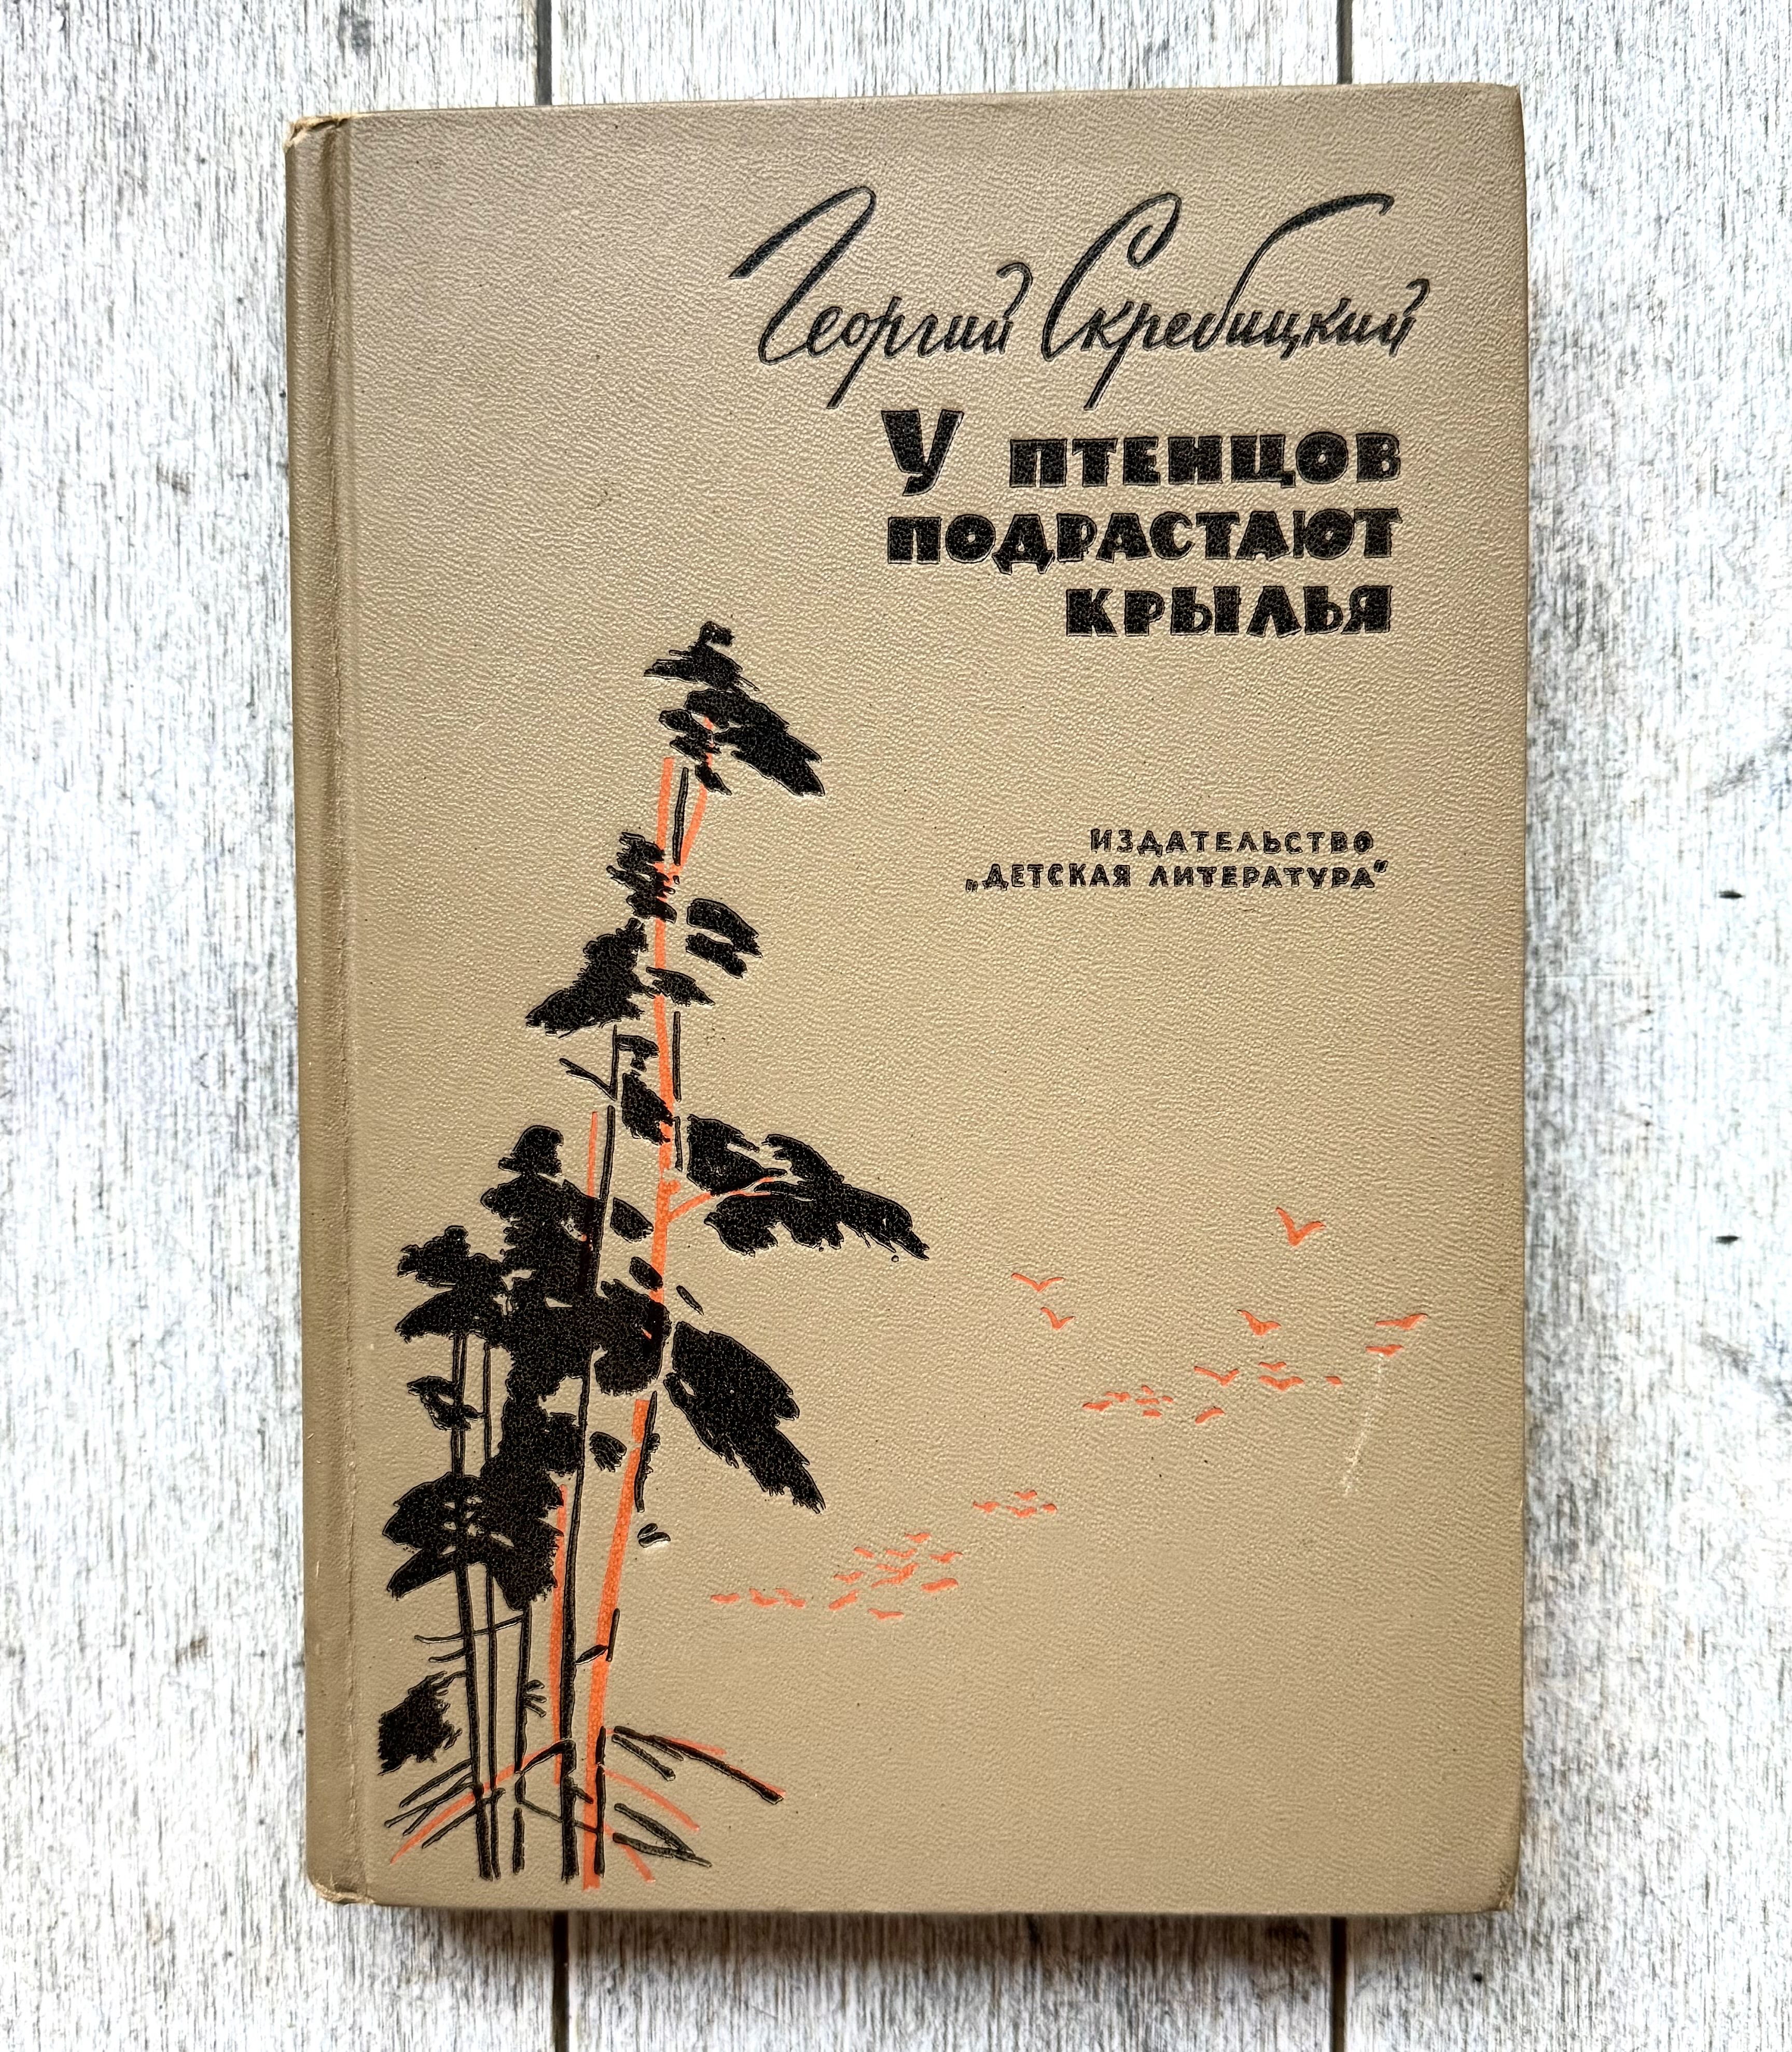 Георгий Скребицкий
У ПТЕНЦОВ
ПОДРАСТАЮТ
КРЫЛЬЯ
ИЗДАТЕЛЬСТВО
„ДЕТСКАЯ ЛИТЕРАТУРА“